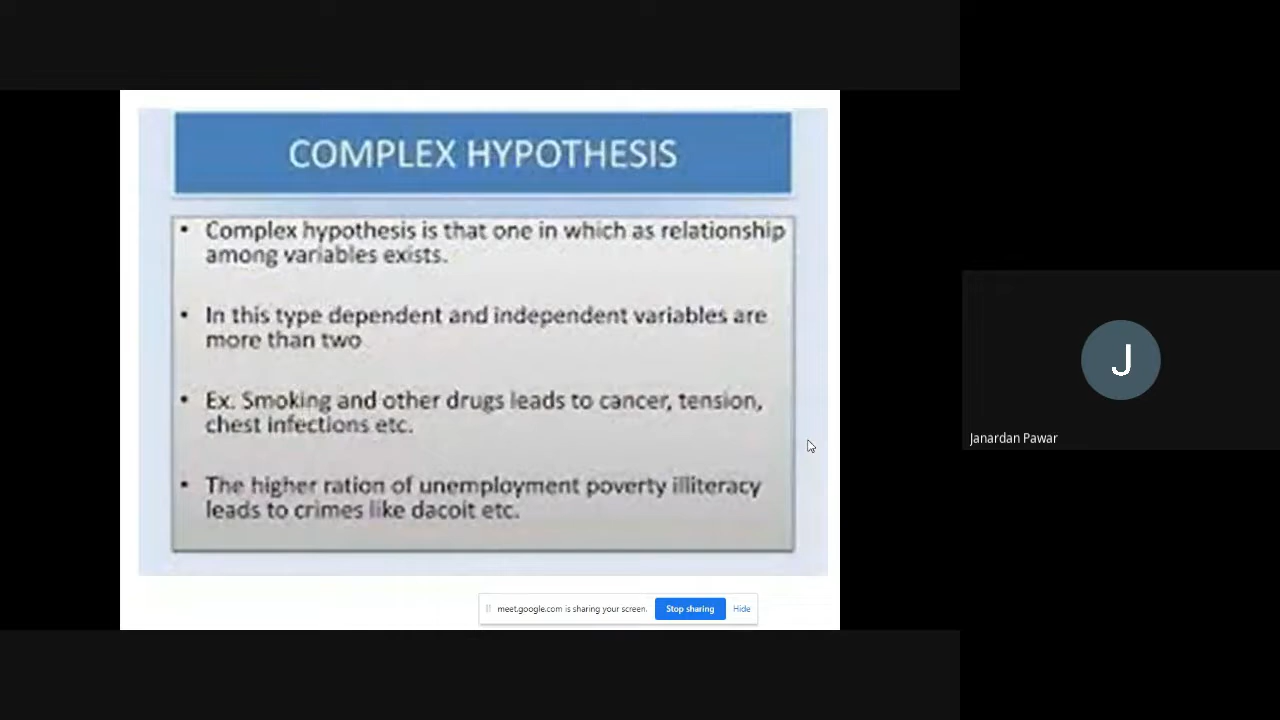 COMPLEX HYPOTHESIS
• Complex hypothesis is that one in which as relationship
among variables exists.
• In this type dependent and independent variables are
more than two
• Ex. Smoking and other drugs leads to cancer, tension,
chest infections etc.
• The higher ration of unemployment poverty illiteracy
leads to crimes like dacoit etc.
meet.google.com is sharing your screen.
Stop sharing
Hide
J
Janardan Pawar